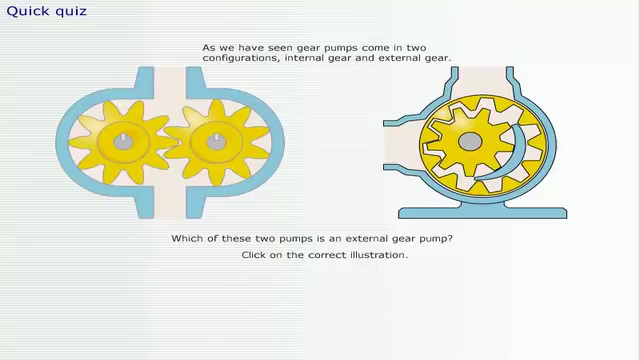 Quick quiz
As we have seen gear pumps come in two
configurations, internal gear and external gear.
Which of these two pumps is an external gear pump?
Click on the correct illustration.